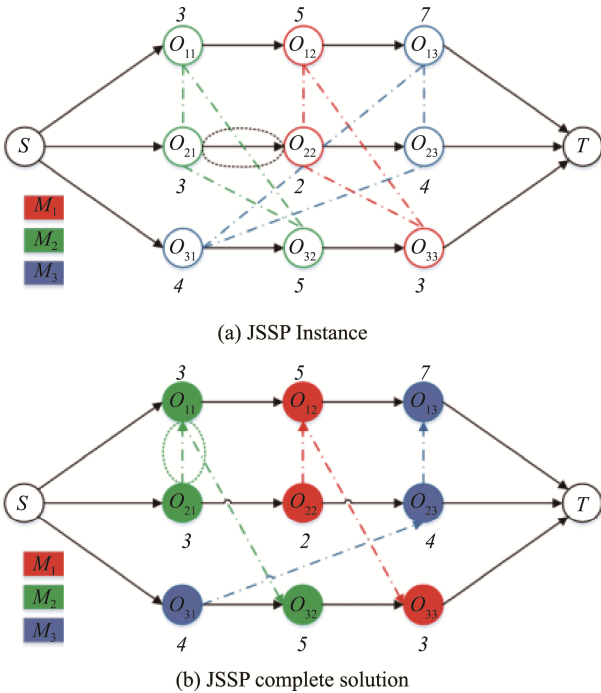 3 5 7
O11 O12 O13
S O21 O22 O23 T
3 2 4
M1
M2
M3
O31 O32 O33
4 5 3
(a) JSSP Instance
3 5 7
O11 O12 O13
S O21 O22 O23 T
3 2 4
M1
M2
M3
O31 O32 O33
4 5 3
(b) JSSP complete solution